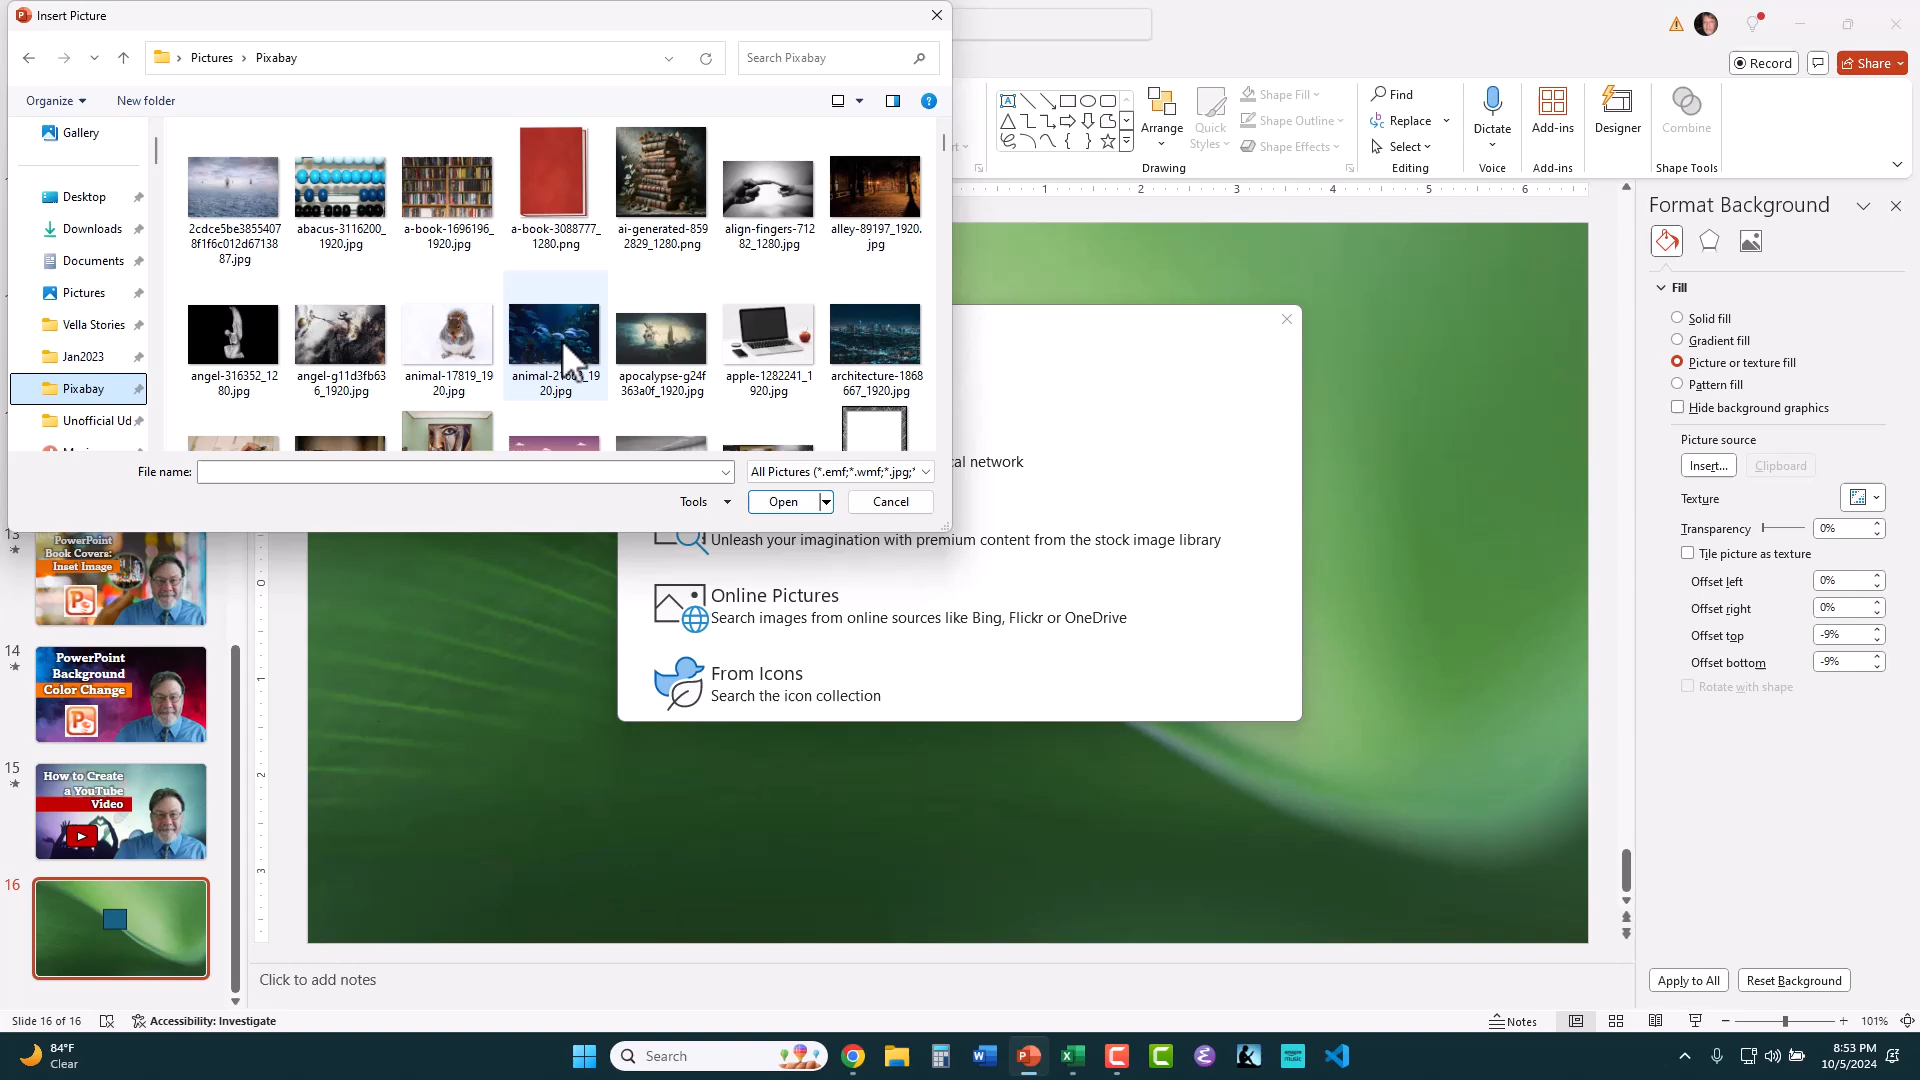 Insert Picture
Pictures
Pixabay
Search Pixabay
Organize
New folder
Gallery
Desktop
Downloads
Documents
Pictures
Vella Stories
Jan2023
Pixabay
Unofficial Ud
2cdce5be3855407
8f1f6c012d67138
87.jpg
abacus-3116200_
1920.jpg
a-book-1696196_
1920.jpg
a-book-3088777_
1280.png
ai-generated-859
2829_1280.png
align-fingers-712
82_1280.jpg
alley-89197_1920.
jpg
angel-316352_12
80.jpg
angel-g11d3fb63
6_1920.jpg
animal-17819_19
20.jpg
20.jpg
apocalypse-g24f
363a0f_1920.jpg
apple-1282241_1
920.jpg
architecture-1868
667_1920.jpg
File name:
All Pictures (*.emf;*.wmf;*.jpg;*
Tools
Open
Cancel
Record
Share
Arrange
Quick
Styles
Shape Fill
Shape Outline
Shape Effects
Drawing
Find
Replace
Select
Editing
Dictate
Voice
Add-ins
Add-ins
Designer
Combine
Shape Tools
1
2
3
4
5
6
al network
Unleash your imagination with premium content from the stock image library
Online Pictures
Search images from online sources like Bing, Flickr or OneDrive
From Icons
Search the icon collection
Format Background
Fill
Solid fill
Gradient fill
Picture or texture fill
Pattern fill
Hide background graphics
Picture source
Insert...
Clipboard
Texture
Transparency
0%
Tile picture as texture
Offset left
0%
Offset right
0%
Offset top
-9%
Offset bottom
-9%
Rotate with shape
Apply to All
Reset Background
13
PowerPoint
Book Covers:
Inset Image
14
PowerPoint
Background
Color Change
15
How to Create
a YouTube
Video
16
0
1
2
3
Click to add notes
Slide 16 of 16
Accessibility: Investigate
Notes
101%
84°F
Clear
Search
8:53 PM
10/5/2024